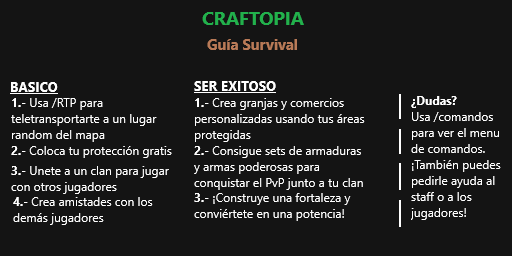 CRAFTOPIA
Guía Survival
BASICO
1.- Usa /RTP para
teletransportarte a un lugar
random del mapa
2.- Coloca tu protección gratis
3.- Unete a un clan para jugar
con otros jugadores
4.- Crea amistades con los
demás jugadores
SER EXITOSO
1.- Crea granjas y comercios
personalizadas usando tus áreas
protegidas
2.- Consigue sets de armaduras
y armas poderosas para
conquistar el PvP junto a tu clan
3.- ¡Construye una fortaleza y
conviértete en una potencia!
¿Dudas?
Usa /comandos
para ver el menu
de comandos.
¡También puedes
pedirle ayuda al
staff o a los
jugadores!